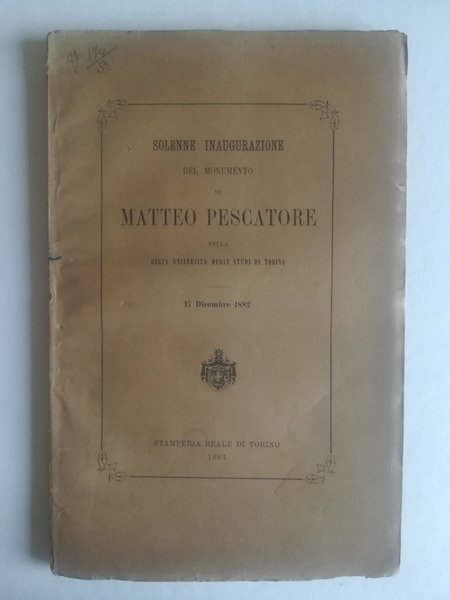 SOLENNE INAUGURAZIONE
DEL MONUMENTO
DI
MATTEO PESCATORE
NELLA
REGIA UNIVERSITÀ DEGLI STUDI DI TORINO
17 Dicembre 1882
STAMPERIA REALE DI TORINO
1883